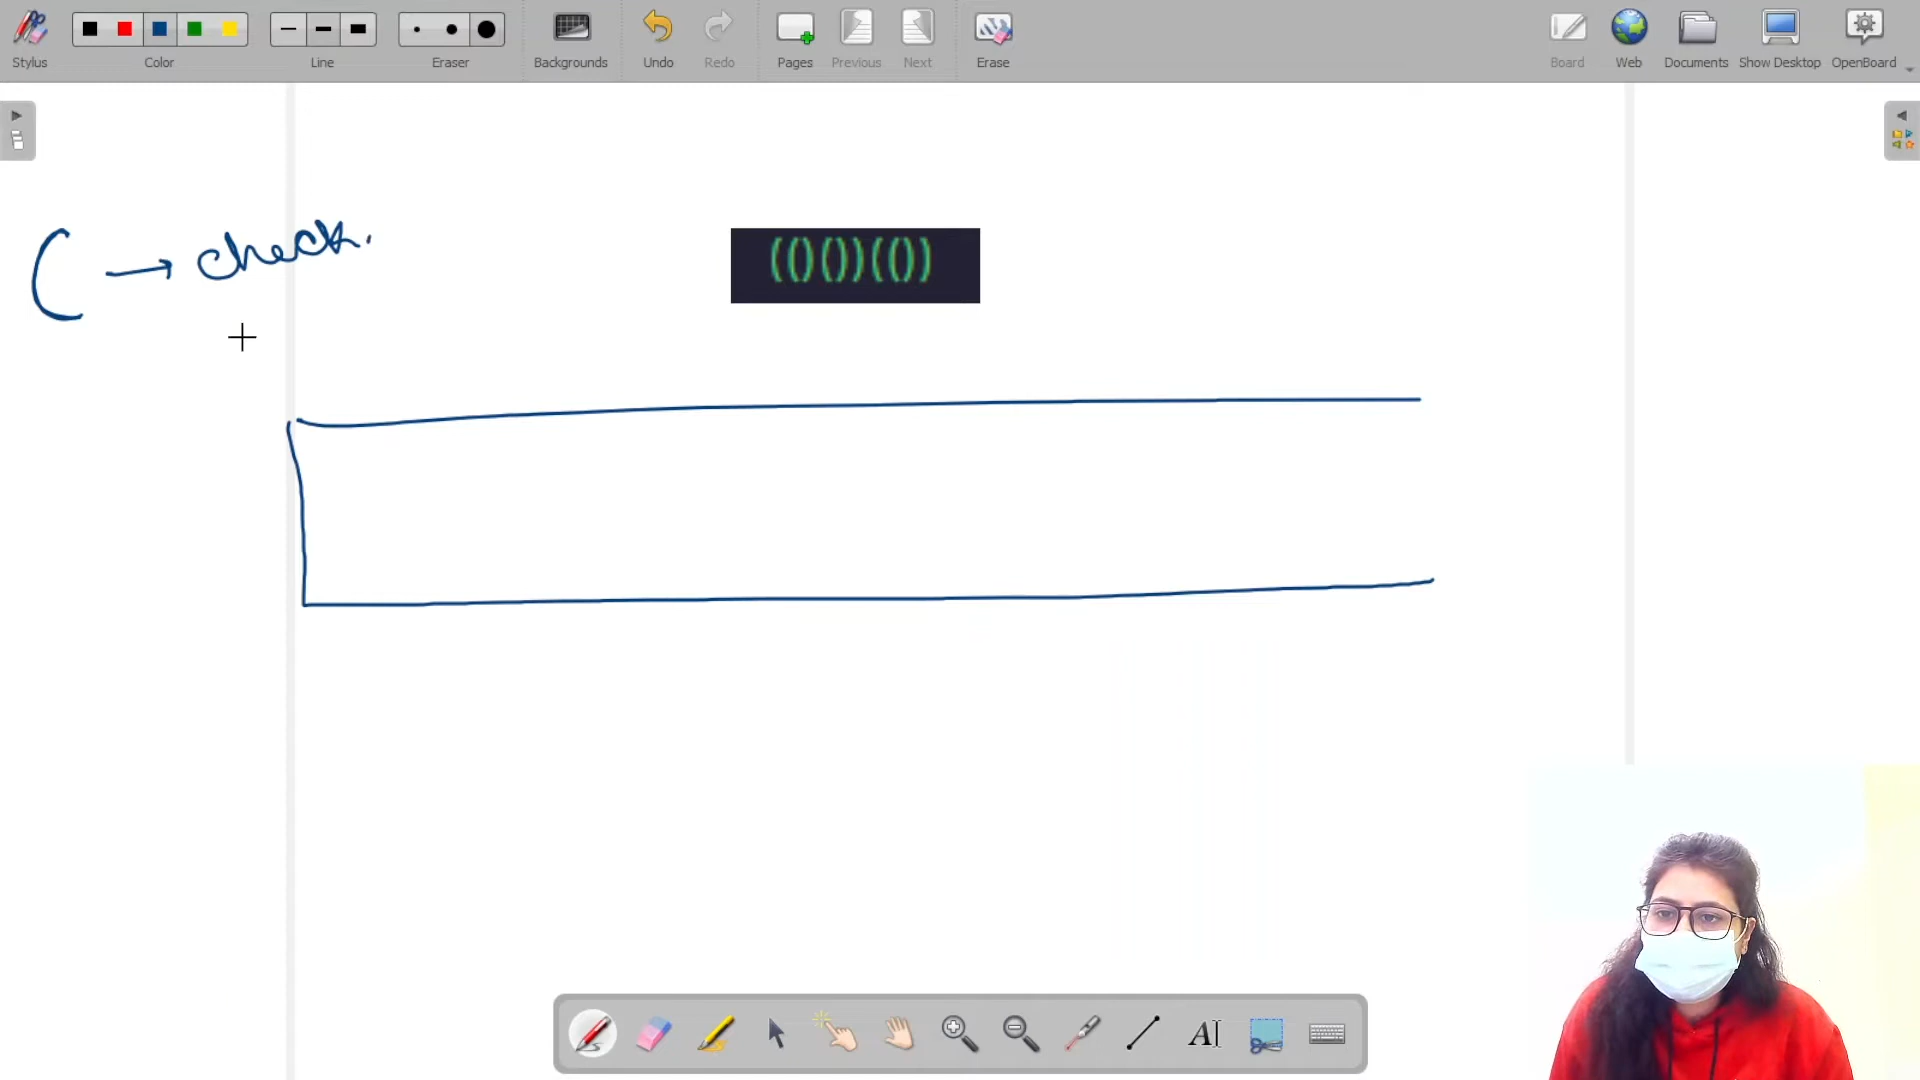 Stylus
Color
Line
Eraser
Backgrounds
Undo
Redo
Pages
Previous
Next
Erase
Board
Web
Documents
Show Desktop
OpenBoard
( → check.
(()())(())
A